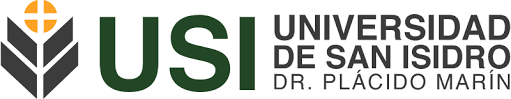 USI
UNIVERSIDAD
DE SAN ISIDRO
DR. PLÁCIDO MARÍN